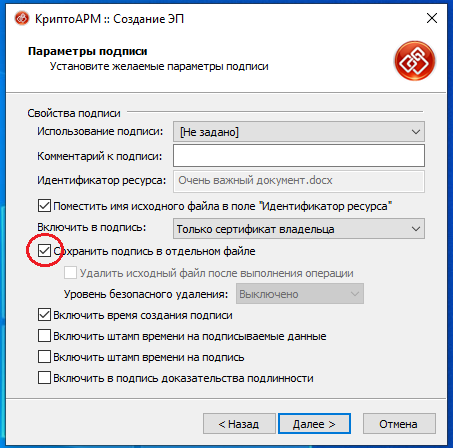 КриптоАРМ :: Создание ЭП
Параметры подписи
Установите желаемые параметры подписи
Свойства подписи
Использование подписи: [Не задано]
Комментарий к подписи:
Идентификатор ресурса: Очень важный документ.docx
Поместить имя исходного файла в поле "Идентификатор ресурса"
Включить в подпись: Только сертификат владельца
Сохранить подпись в отдельном файле
Удалить исходный файл после выполнения операции
Уровень безопасного удаления: Выключено
Включить время создания подписи
Включить штамп времени на подписываемые данные
Включить штамп времени на подпись
Включить в подпись доказательства подлинности
< Назад Далее > Отмена